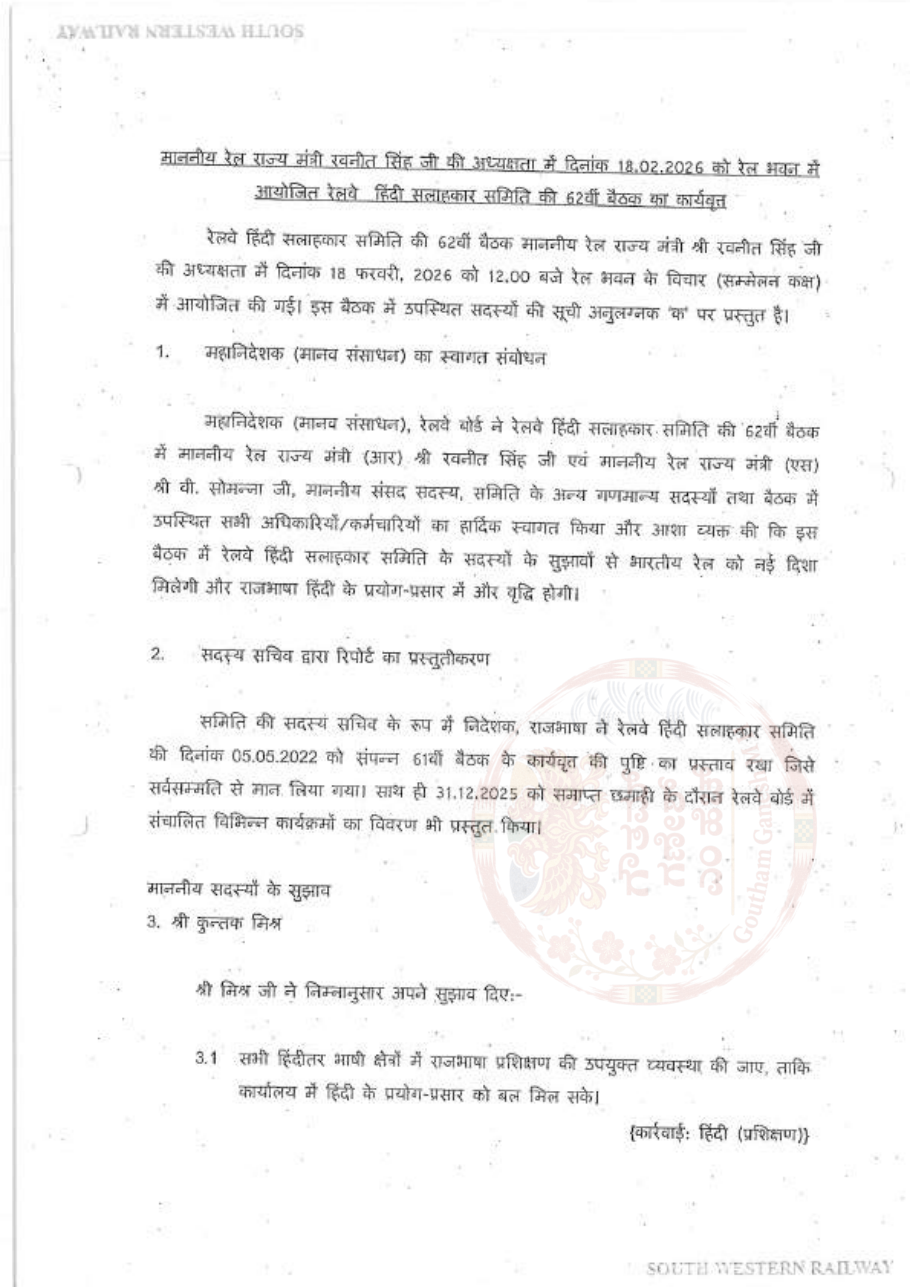 SOUTH WESTERN RAILWAY
माननीय रेल राज्य मंत्री रवनीत सिंह जी की अध्यक्षता में दिनांक 18.02.2026 को रेल भवन में
आयोजित रेलवे हिंदी सलाहकार समिति की 62वीं बैठक का कार्यवृत्त
रेलवे हिंदी सलाहकार समिति की 62वीं बैठक माननीय रेल राज्य मंत्री श्री रवनीत सिंह जी
की अध्यक्षता में दिनांक 18 फरवरी, 2026 को 12.00 बजे रेल भवन के विचार (सम्मेलन कक्ष)
में आयोजित की गई। इस बैठक में उपस्थित सदस्यों की सूची अनुलग्नक 'क' पर प्रस्तुत है।
1. महानिदेशक (मानव संसाधन) का स्वागत संबोधन
महानिदेशक (मानव संसाधन), रेलवे बोर्ड ने रेलवे हिंदी सलाहकार समिति की 62वीं बैठक
में माननीय रेल राज्य मंत्री (आर) श्री रवनीत सिंह जी एवं माननीय रेल राज्य मंत्री (एस)
श्री वी. सोमन्ना जी, माननीय संसद सदस्य, समिति के अन्य गणमान्य सदस्यों तथा बैठक में
उपस्थित सभी अधिकारियों/कर्मचारियों का हार्दिक स्वागत किया और आशा व्यक्त की कि इस
बैठक में रेलवे हिंदी सलाहकार समिति के सदस्यों के सुझावों से भारतीय रेल को नई दिशा
मिलेगी और राजभाषा हिंदी के प्रयोग-प्रसार में और वृद्धि होगी।
2. सदस्य सचिव द्वारा रिपोर्ट का प्रस्तुतीकरण
समिति की सदस्य सचिव के रूप में निदेशक, राजभाषा ने रेलवे हिंदी सलाहकार समिति
की दिनांक 05.05.2022 को संपन्न 61वीं बैठक के कार्यवृत की पुष्टि का प्रस्ताव रखा जिसे
सर्वसम्मति से मान लिया गया। साथ ही 31.12.2025 को समाप्त छमाही के दौरान रेलवे बोर्ड में
संचालित विभिन्न कार्यक्रमों का विवरण भी प्रस्तुत किया।
ಗೌತಮ್
ಗಣೇಶ್
ಎಂ ಹೆಚ್
Goutham Ganesh
माननीय सदस्यों के सुझाव
3. श्री कुन्तक मिश्र
श्री मिश्र जी ने निम्नानुसार अपने सुझाव दिए:-
3.1 सभी हिंदीतर भाषी क्षेत्रों में राजभाषा प्रशिक्षण की उपयुक्त व्यवस्था की जाए, ताकि
कार्यालय में हिंदी के प्रयोग-प्रसार को बल मिल सके।
{कार्रवाई: हिंदी (प्रशिक्षण)}
SOUTH WESTERN RAILWAY